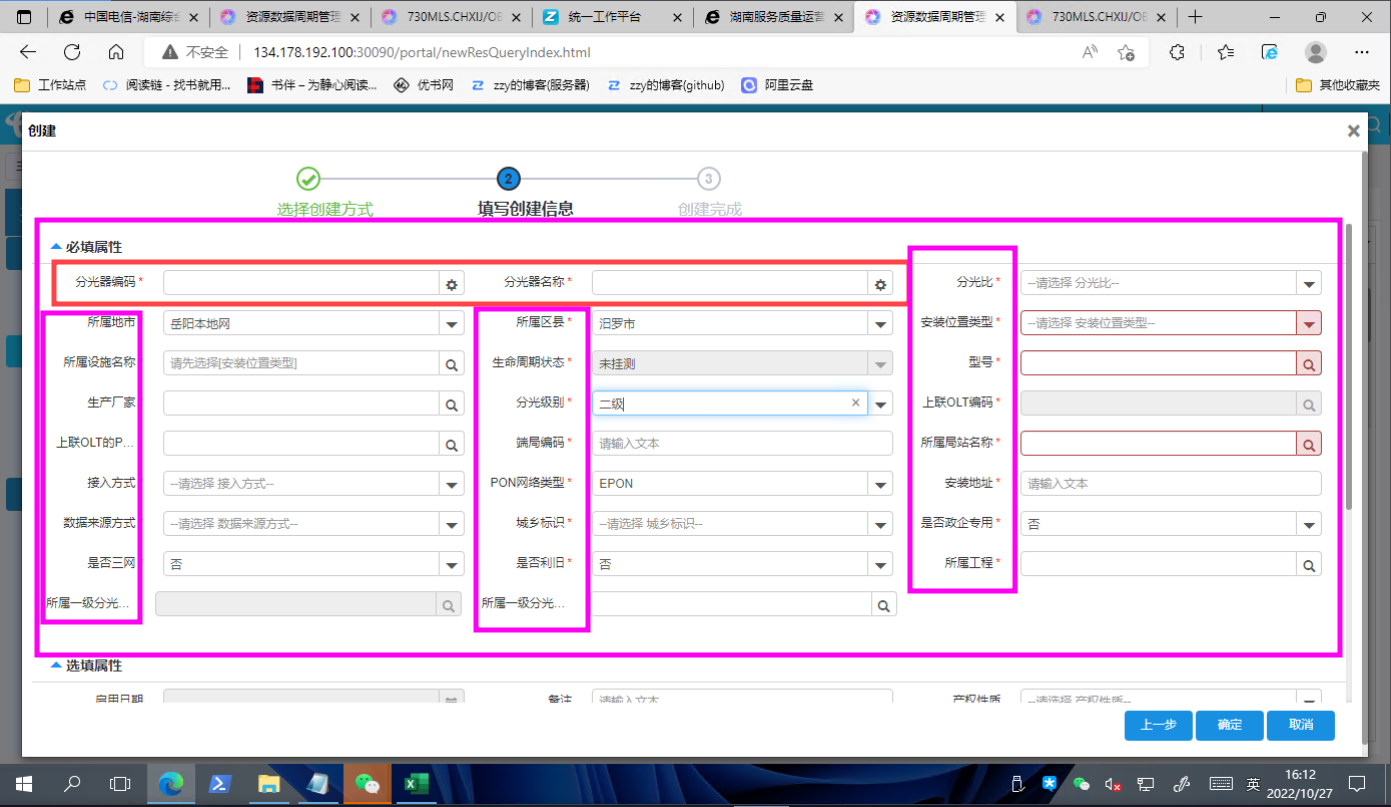 中国电信-湖南综合
资源数据周期管理
730MLS.CHXIJ/OB
统一工作平台
湖南服务质量运营
资源数据周期管理
730MLS.CHXIJ/OB
不安全
134.178.192.100:30090/portal/newResQueryIndex.html
工作站点
阅读链 - 找书就用...
书伴 – 为静心阅读...
优书网
zzy的博客(服务器)
zzy的博客(github)
阿里云盘
其他收藏夹
创建
2 3
选择创建方式 填写创建信息 创建完成
必填属性
分光器编码* 分光器名称* 分光比* --请选择 分光比--
所属地市 岳阳本地网 所属区县* 汨罗市 安装位置类型* --请选择 安装位置类型--
所属设施名称 请先选择[安装位置类型] 生命周期状态* 未挂测 型号*
生产厂家 分光级别* 二级 上联OLT编码*
上联OLT的P... 端局编码* 请输入文本 所属局站名称*
接入方式 --请选择 接入方式-- PON网络类型* EPON 安装地址* 请输入文本
数据来源方式 --请选择 数据来源方式-- 城乡标识* --请选择 城乡标识-- 是否政企专用* 否
是否三网 否 是否利旧* 否 所属工程*
所属一级分光... 所属一级分光...
选填属性
启用日期 备注 请输入文本 产权性质 --请选择 产权性质--
上一步 确定 取消
英
16:12
2022/10/27